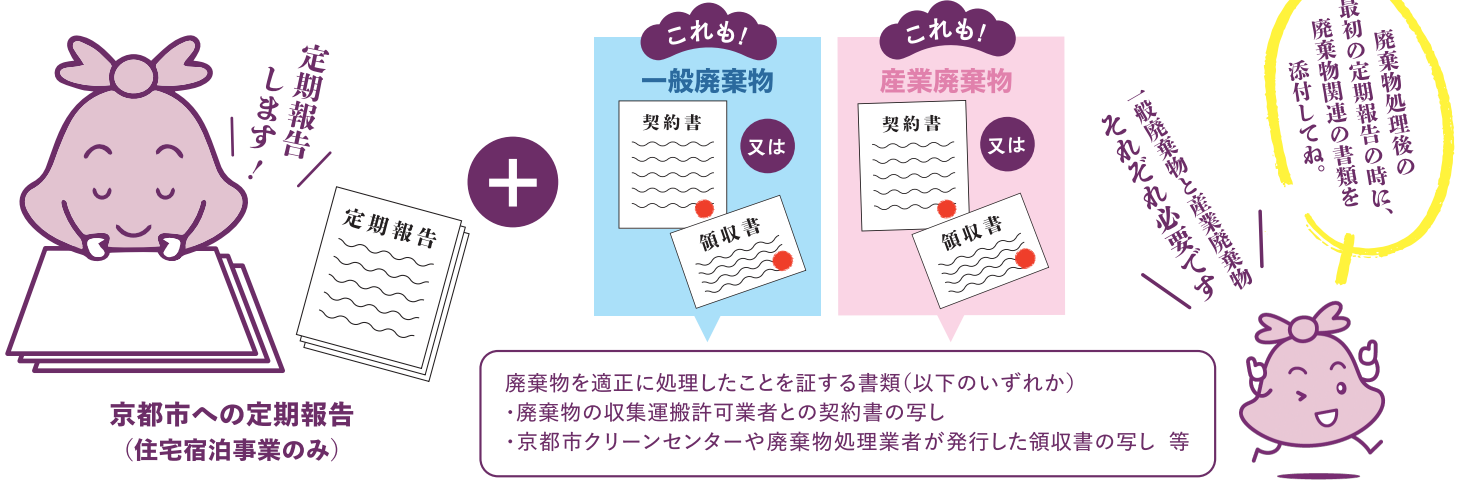 定期報告
します！
定期報告
京都市への定期報告
（住宅宿泊事業のみ）
＋
これも！
一般廃棄物
契約書
又は
領収書
これも！
産業廃棄物
契約書
又は
領収書
廃棄物を適正に処理したことを証する書類（以下のいずれか）
・廃棄物の収集運搬許可業者との契約書の写し
・京都市クリーンセンターや廃棄物処理業者が発行した領収書の写し 等
一般廃棄物と産業廃棄物
それぞれ必要です
廃棄物処理後の
最初の定期報告の時に、
廃棄物関連の書類を
添付してね。